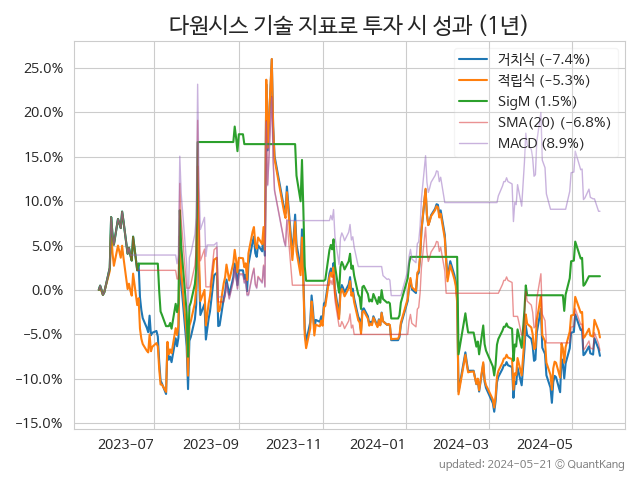 다원시스 기술 지표로 투자 시 성과 (1년)
거치식 (−7.4%)
적립식 (−5.3%)
SigM (1.5%)
SMA(20) (−6.8%)
MACD (8.9%)
25.0%
20.0%
15.0%
10.0%
5.0%
0.0%
−5.0%
−10.0%
−15.0%
2023-07 2023-09 2023-11 2024-01 2024-03 2024-05
updated: 2024-05-21 © QuantKang